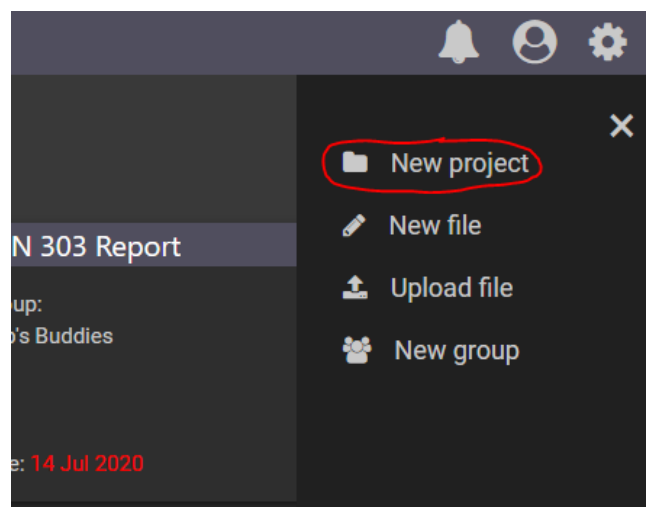 New project
N 303 Report
New file
up:
's Buddies
Upload file
New group
e: 14 Jul 2020